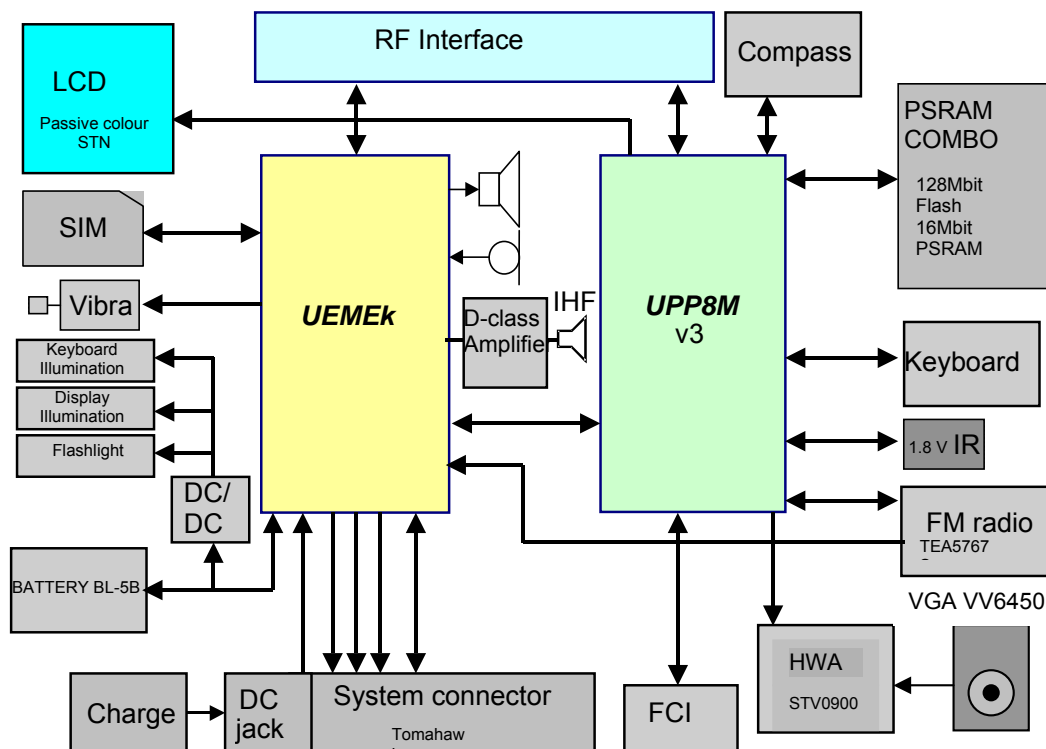 RF Interface
Compass
LCD
Passive colour
STN
PSRAM
COMBO
128Mbit
Flash
16Mbit
PSRAM
SIM
Vibra
UEMEk
IHF
D-class
Amplifie
UPP8M
v3
Keyboard
Illumination
Display
Illumination
Flashlight
Keyboard
1.8 V IR
DC/
DC
FM radio
TEA5767
BATTERY BL-5B
VGA VV6450
HWA
STV0900
Charge
DC
jack
System connector
Tomahaw
FCI